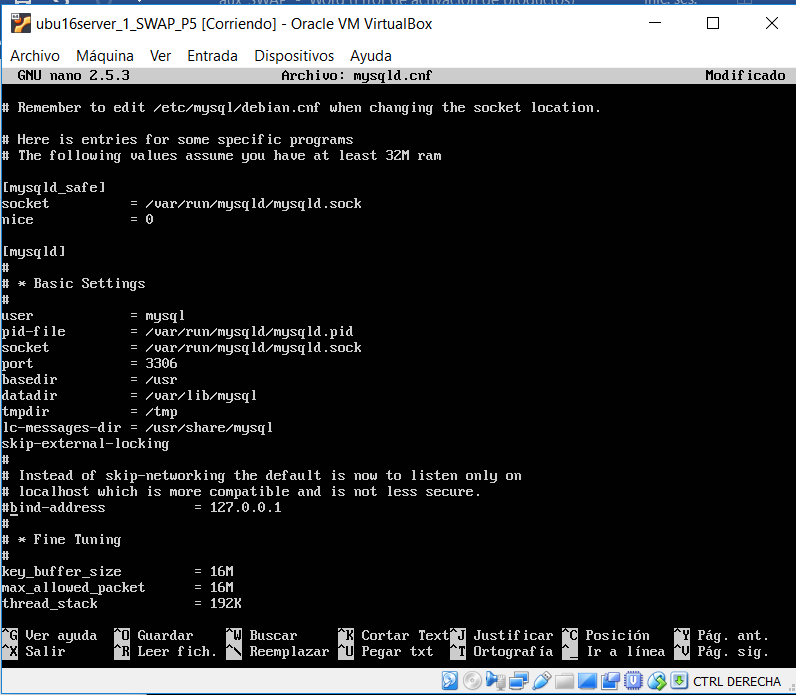 ubu16server_1_SWAP_P5 [Corriendo] - Oracle VM VirtualBox
Archivo Máquina Ver Entrada Dispositivos Ayuda
GNU nano 2.5.3 Archivo: mysqld.cnf Modificado
# Remember to edit /etc/mysql/debian.cnf when changing the socket location.
# Here is entries for some specific programs
# The following values assume you have at least 32M ram
[mysqld_safe]
socket = /var/run/mysqld/mysqld.sock
nice = 0
[mysqld]
#
# * Basic Settings
#
user = mysql
pid-file = /var/run/mysqld/mysqld.pid
socket = /var/run/mysqld/mysqld.sock
port = 3306
basedir = /usr
datadir = /var/lib/mysql
tmpdir = /tmp
lc-messages-dir = /usr/share/mysql
skip-external-locking
#
# Instead of skip-networking the default is now to listen only on
# localhost which is more compatible and is not less secure.
#bind-address = 127.0.0.1
#
# * Fine Tuning
#
key_buffer_size = 16M
max_allowed_packet = 16M
thread_stack = 192K
^G Ver ayuda ^O Guardar ^W Buscar ^K Cortar Text ^J Justificar ^C Posición ^Y Pág. ant.
^X Salir ^R Leer fich. ^\ Reemplazar ^U Pegar txt ^T Ortografía ^_ Ir a línea ^V Pág. sig.
CTRL DERECHA